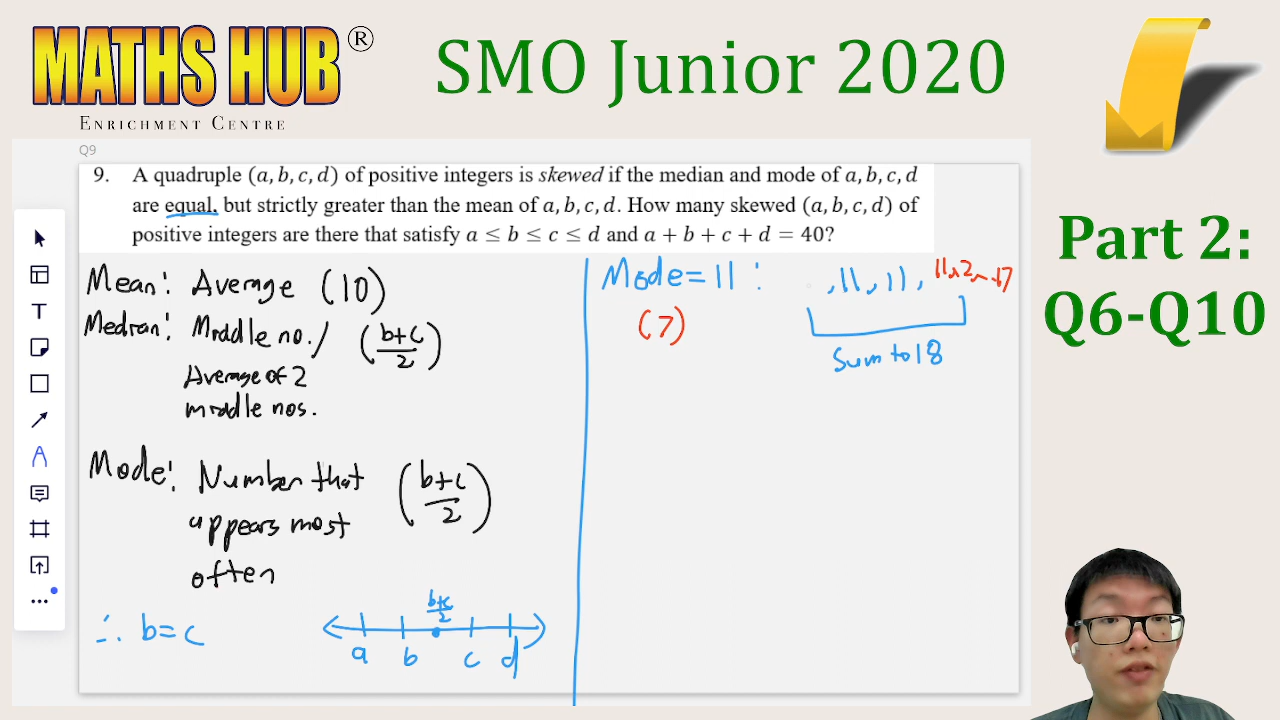 MATHS HUB®
ENRICHMENT CENTRE
SMO Junior 2020
Part 2:
Q6-Q10
Q9
9. A quadruple (a, b, c, d) of positive integers is skewed if the median and mode of a, b, c, d
are equal, but strictly greater than the mean of a, b, c, d. How many skewed (a, b, c, d) of
positive integers are there that satisfy a ≤ b ≤ c ≤ d and a + b + c + d = 40?
Mean: Average (10)
Median: Middle no./ (b+c/2)
Average of 2
middle nos.
Mode: Number that (b+c/2)
appears most
often
∴ b=c
b+c/2
a b c d
Mode=11: ,11,11,
(7)
Sum to 18
T
A